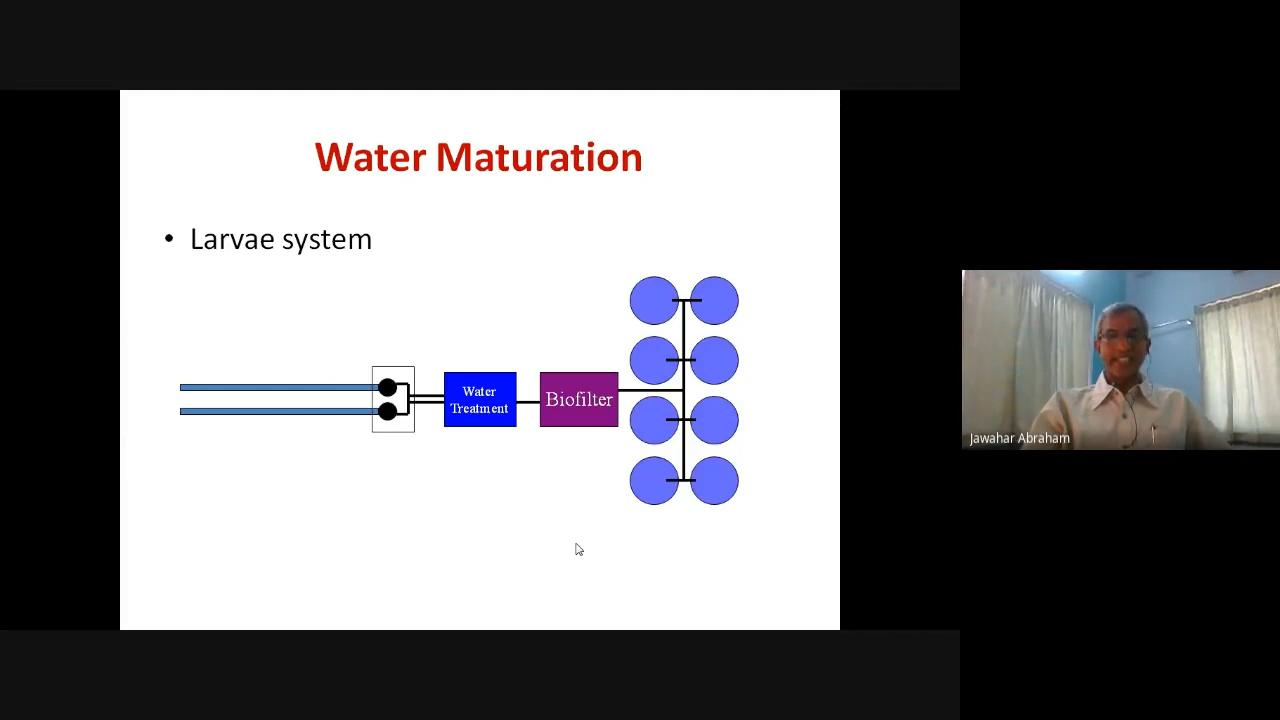 Water Maturation
• Larvae system
Water
Treatment
Biofilter
Jawahar Abraham